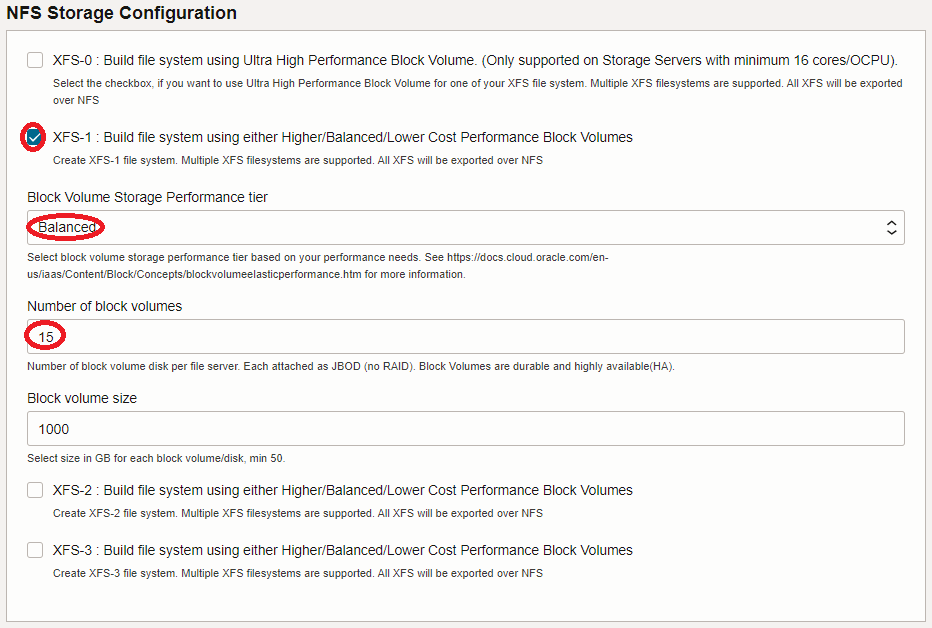 NFS Storage Configuration
XFS-0 : Build file system using Ultra High Performance Block Volume. (Only supported on Storage Servers with minimum 16 cores/OCPU).
Select the checkbox, if you want to use Ultra High Performance Block Volume for one of your XFS file system. Multiple XFS filesystems are supported. All XFS will be exported
over NFS
XFS-1 : Build file system using either Higher/Balanced/Lower Cost Performance Block Volumes
Create XFS-1 file system. Multiple XFS filesystems are supported. All XFS will be exported over NFS
Block Volume Storage Performance tier
Balanced
Select block volume storage performance tier based on your performance needs. See https://docs.cloud.oracle.com/en-
us/iaas/Content/Block/Concepts/blockvolumeelasticperformance.htm for more information.
Number of block volumes
15
Number of block volume disk per file server. Each attached as JBOD (no RAID). Block Volumes are durable and highly available(HA).
Block volume size
1000
Select size in GB for each block volume/disk, min 50.
XFS-2 : Build file system using either Higher/Balanced/Lower Cost Performance Block Volumes
Create XFS-2 file system. Multiple XFS filesystems are supported. All XFS will be exported over NFS
XFS-3 : Build file system using either Higher/Balanced/Lower Cost Performance Block Volumes
Create XFS-3 file system. Multiple XFS filesystems are supported. All XFS will be exported over NFS